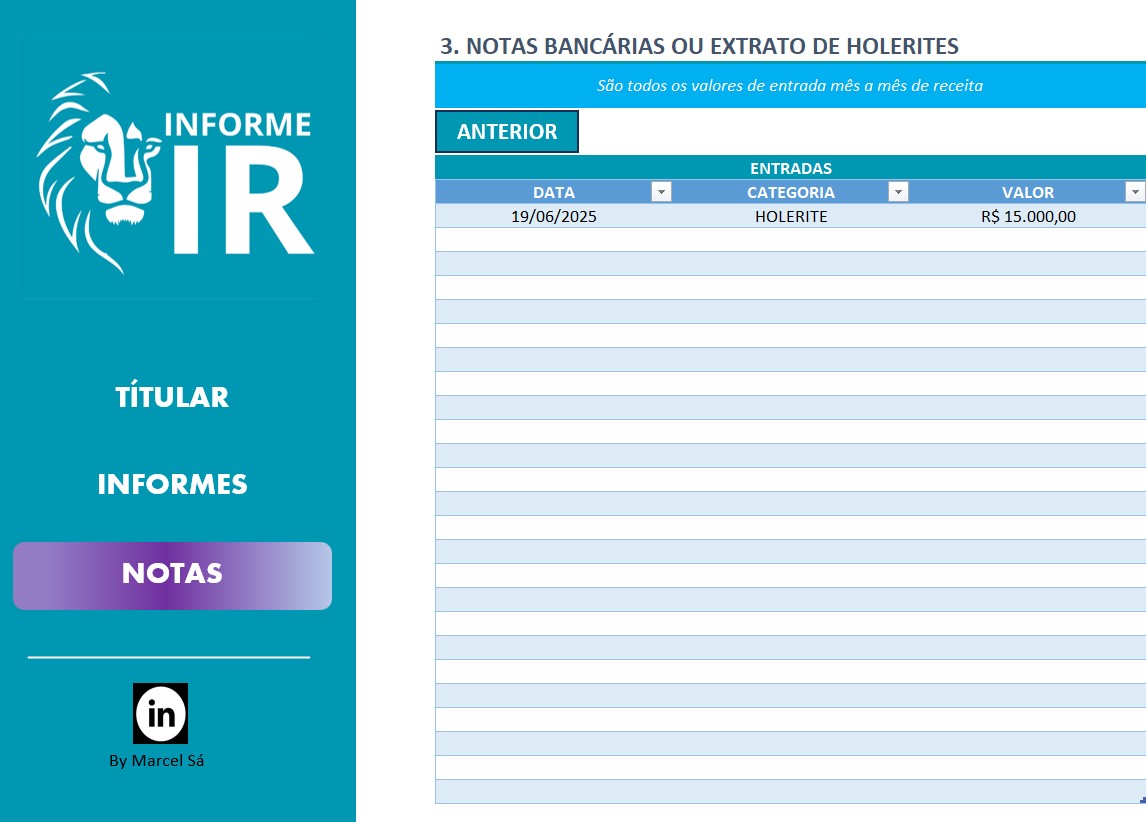 INFORME
IR
TÍTULAR
INFORMES
NOTAS
in
By Marcel Sá
3. NOTAS BANCÁRIAS OU EXTRATO DE HOLERITES
São todos os valores de entrada mês a mês de receita
ANTERIOR
ENTRADAS
DATA CATEGORIA VALOR
19/06/2025 HOLERITE R$ 15.000,00